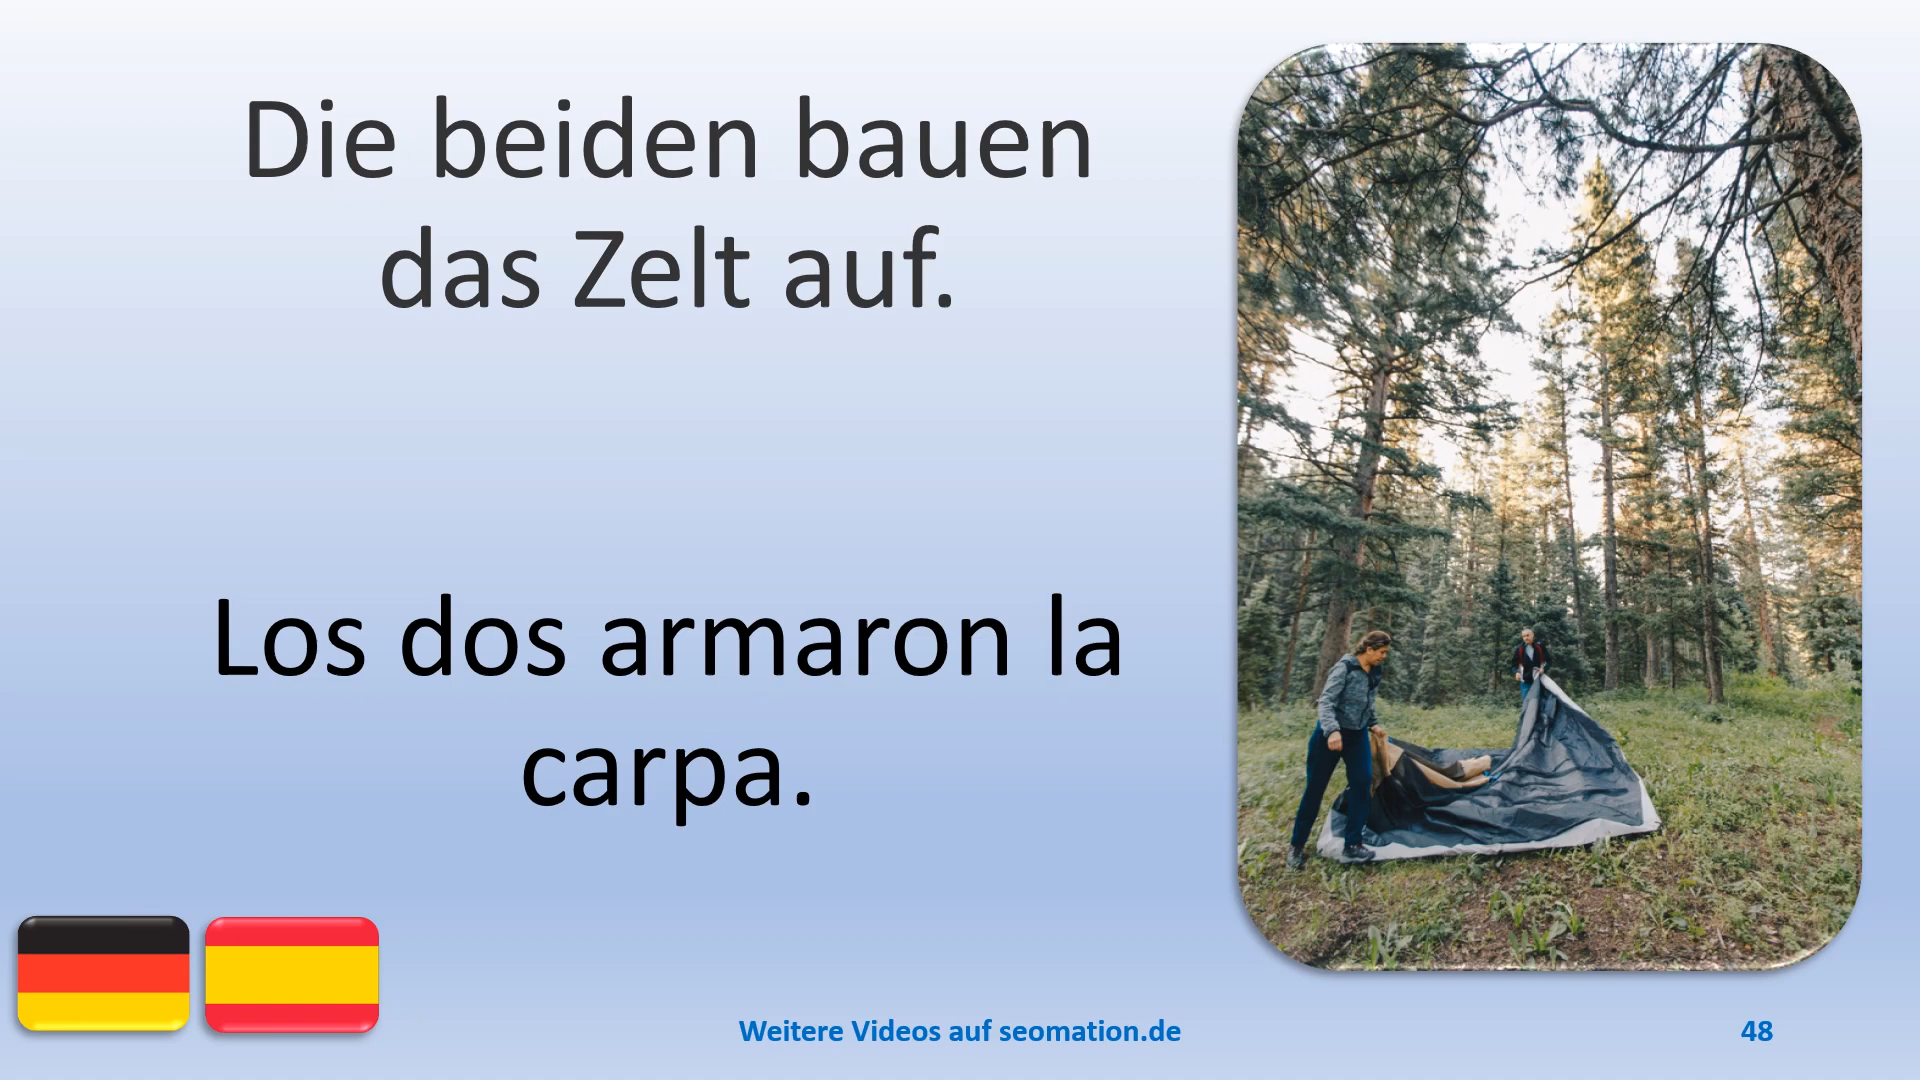 Die beiden bauen
das Zelt auf.
Los dos armaron la
carpa.
Weitere Videos auf seomation.de
48